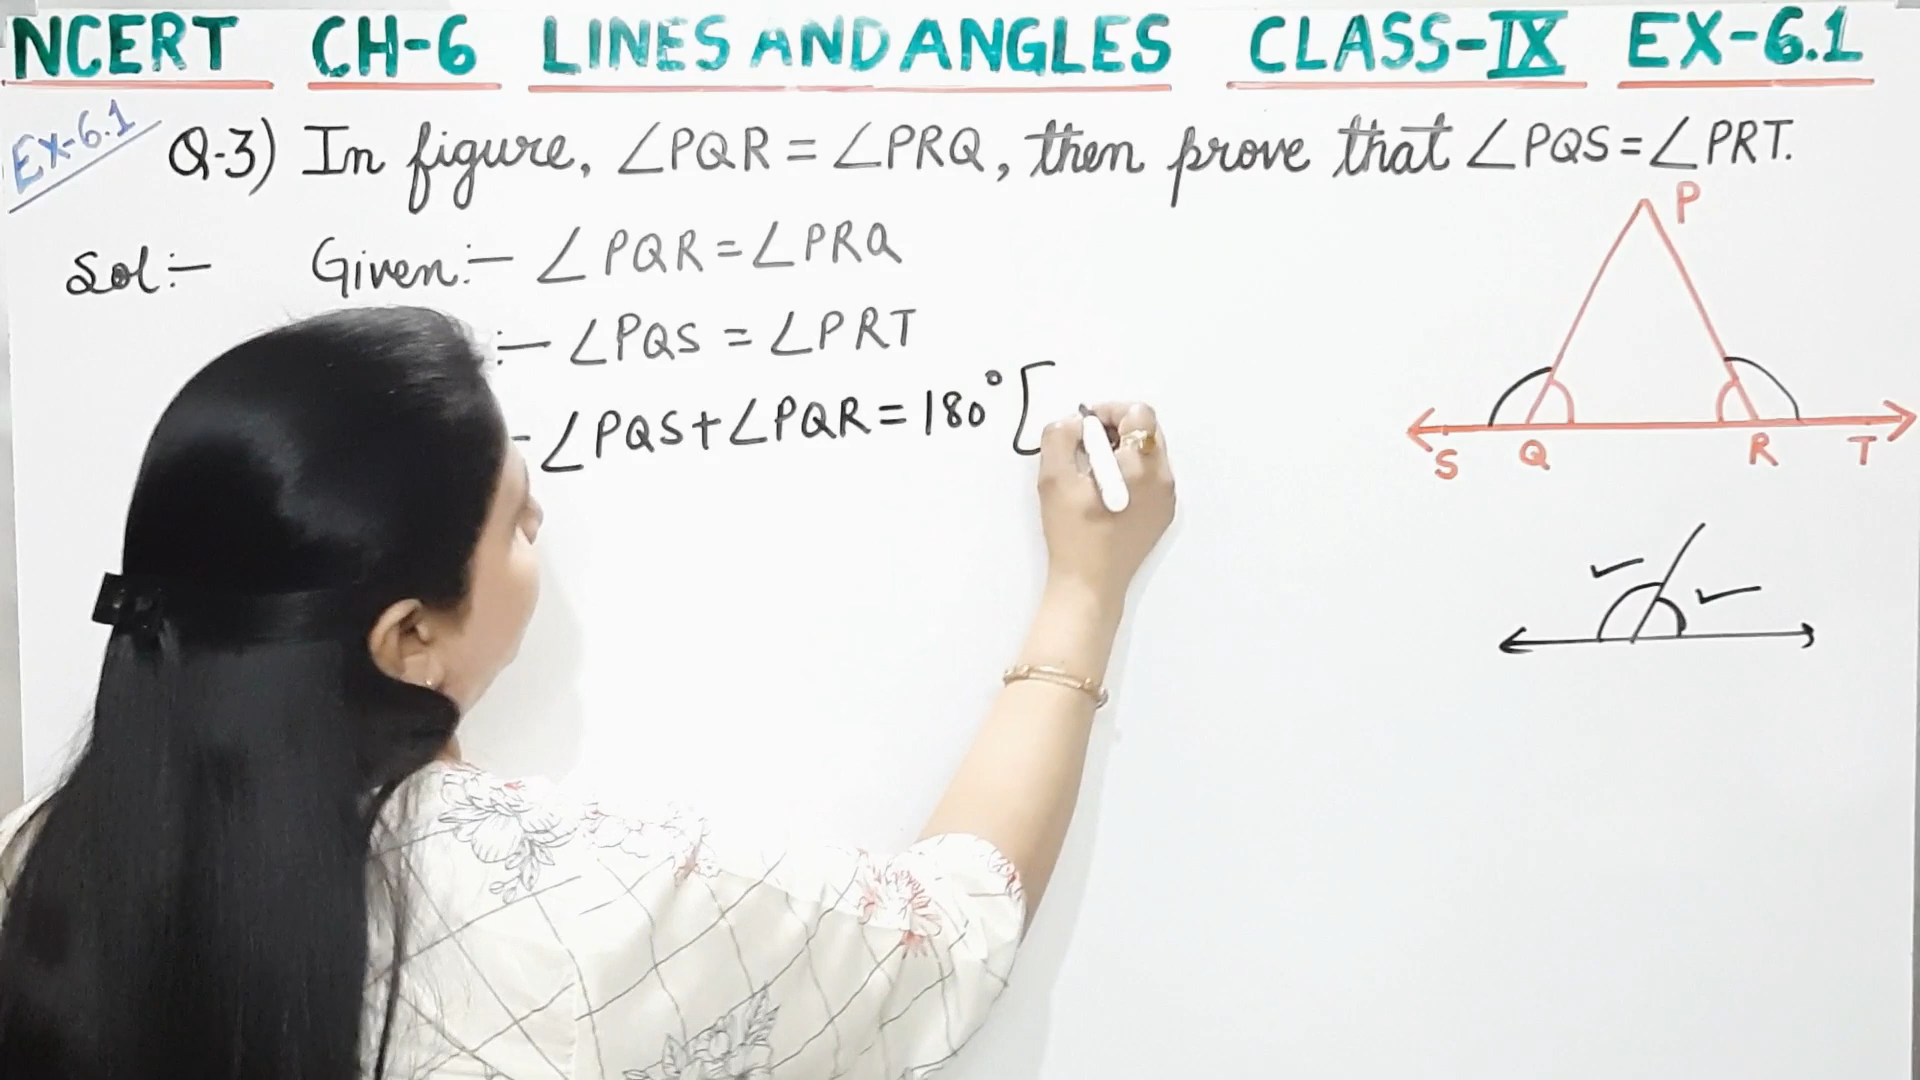 NCERT CH-6 LINES AND ANGLES CLASS-IX EX-6.1
EX-6.1
Q-3) In figure, ∠PQR = ∠PRQ, then prove that ∠PQS = ∠PRT.
Sol:- Given:- ∠PQR = ∠PRQ
:- ∠PQS = ∠PRT
- ∠PQS + ∠PQR = 180° [
P
S Q R T